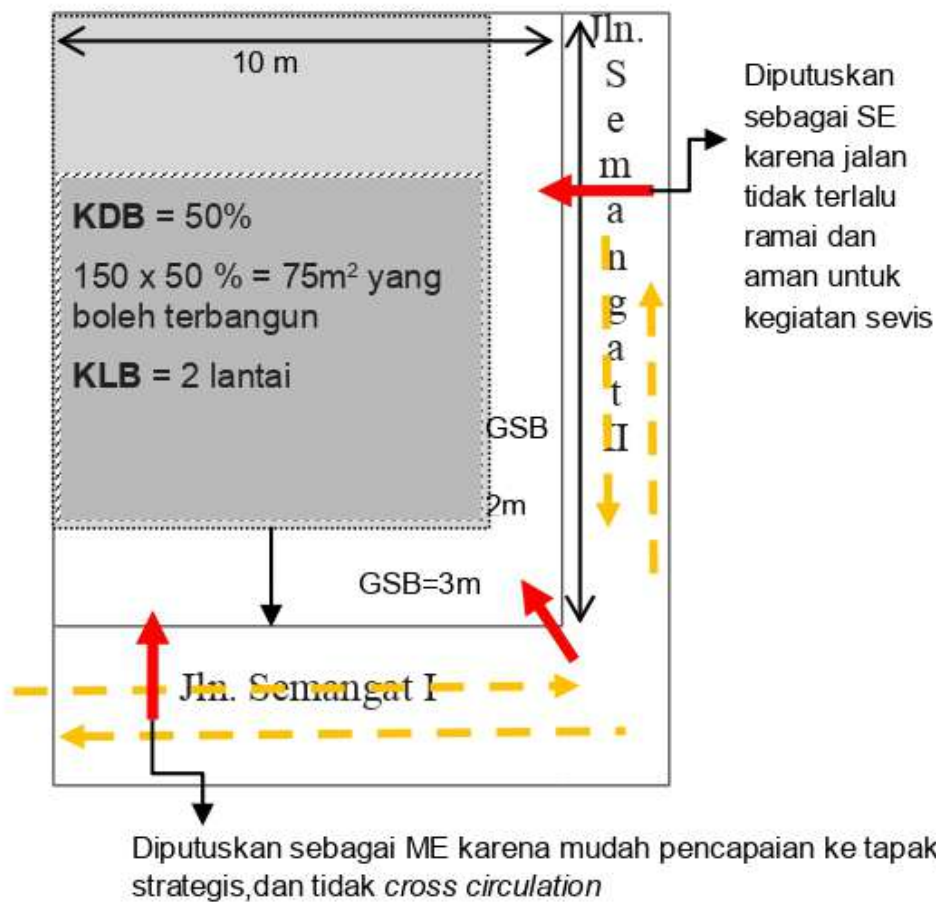 10 m
Jln.
S
e
m
a
n
g
a
t
II
Diputuskan
sebagai SE
karena jalan
tidak terlalu
ramai dan
aman untuk
kegiatan sevis
KDB = 50%
150 x 50 % = 75m² yang
boleh terbangun
KLB = 2 lantai
GSB
2m
GSB=3m
Jln. Semangat I
Diputuskan sebagai ME karena mudah pencapaian ke tapak
strategis,dan tidak cross circulation